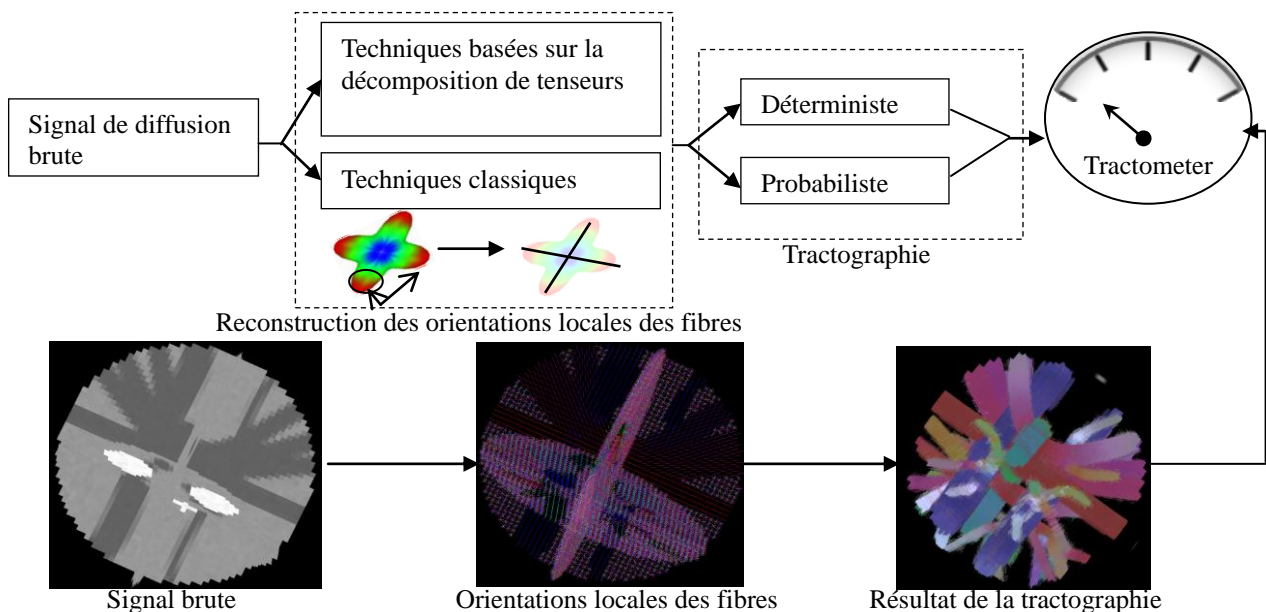 Techniques basées sur la
décomposition de tenseurs
Signal de diffusion
brute
Techniques classiques
Déterministe
Probabiliste
Tractometer
Tractographie
Reconstruction des orientations locales des fibres
Signal brute
Orientations locales des fibres
Résultat de la tractographie